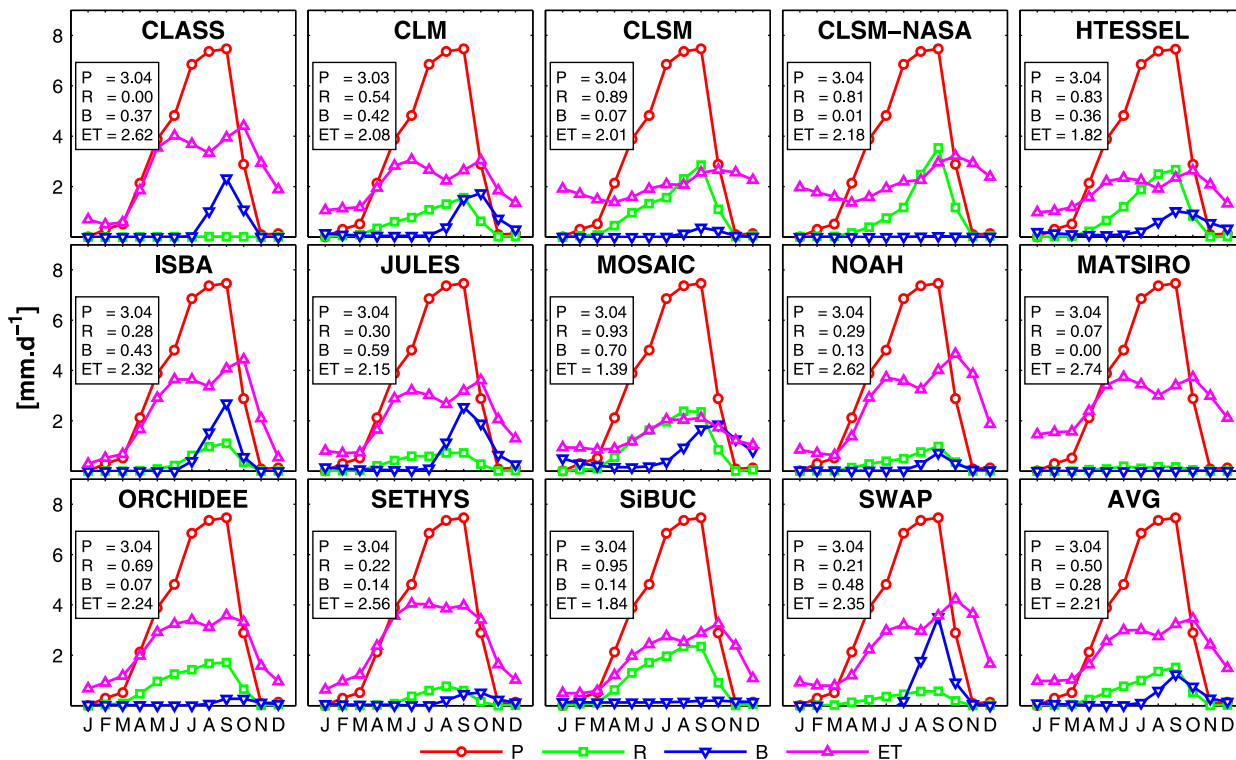 [mm.d⁻¹]
8
6
4
2
CLASS
P = 3.04
R = 0.00
B = 0.37
ET = 2.62
CLM
P = 3.03
R = 0.54
B = 0.42
ET = 2.08
CLSM
P = 3.04
R = 0.89
B = 0.07
ET = 2.01
CLSM−NASA
P = 3.04
R = 0.81
B = 0.01
ET = 2.18
HTESSEL
P = 3.04
R = 0.83
B = 0.36
ET = 1.82
8
6
4
2
ISBA
P = 3.04
R = 0.28
B = 0.43
ET = 2.32
JULES
P = 3.04
R = 0.30
B = 0.59
ET = 2.15
MOSAIC
P = 3.04
R = 0.93
B = 0.70
ET = 1.39
NOAH
P = 3.04
R = 0.29
B = 0.13
ET = 2.62
MATSIRO
P = 3.04
R = 0.07
B = 0.00
ET = 2.74
8
6
4
2
ORCHIDEE
P = 3.04
R = 0.69
B = 0.07
ET = 2.24
SETHYS
P = 3.04
R = 0.22
B = 0.14
ET = 2.56
SiBUC
P = 3.04
R = 0.95
B = 0.14
ET = 1.84
SWAP
P = 3.04
R = 0.21
B = 0.48
ET = 2.35
AVG
P = 3.04
R = 0.50
B = 0.28
ET = 2.21
J F M A M J J A S O N D
J F M A M J J A S O N D
J F M A M J J A S O N D
J F M A M J J A S O N D
J F M A M J J A S O N D
P R B ET